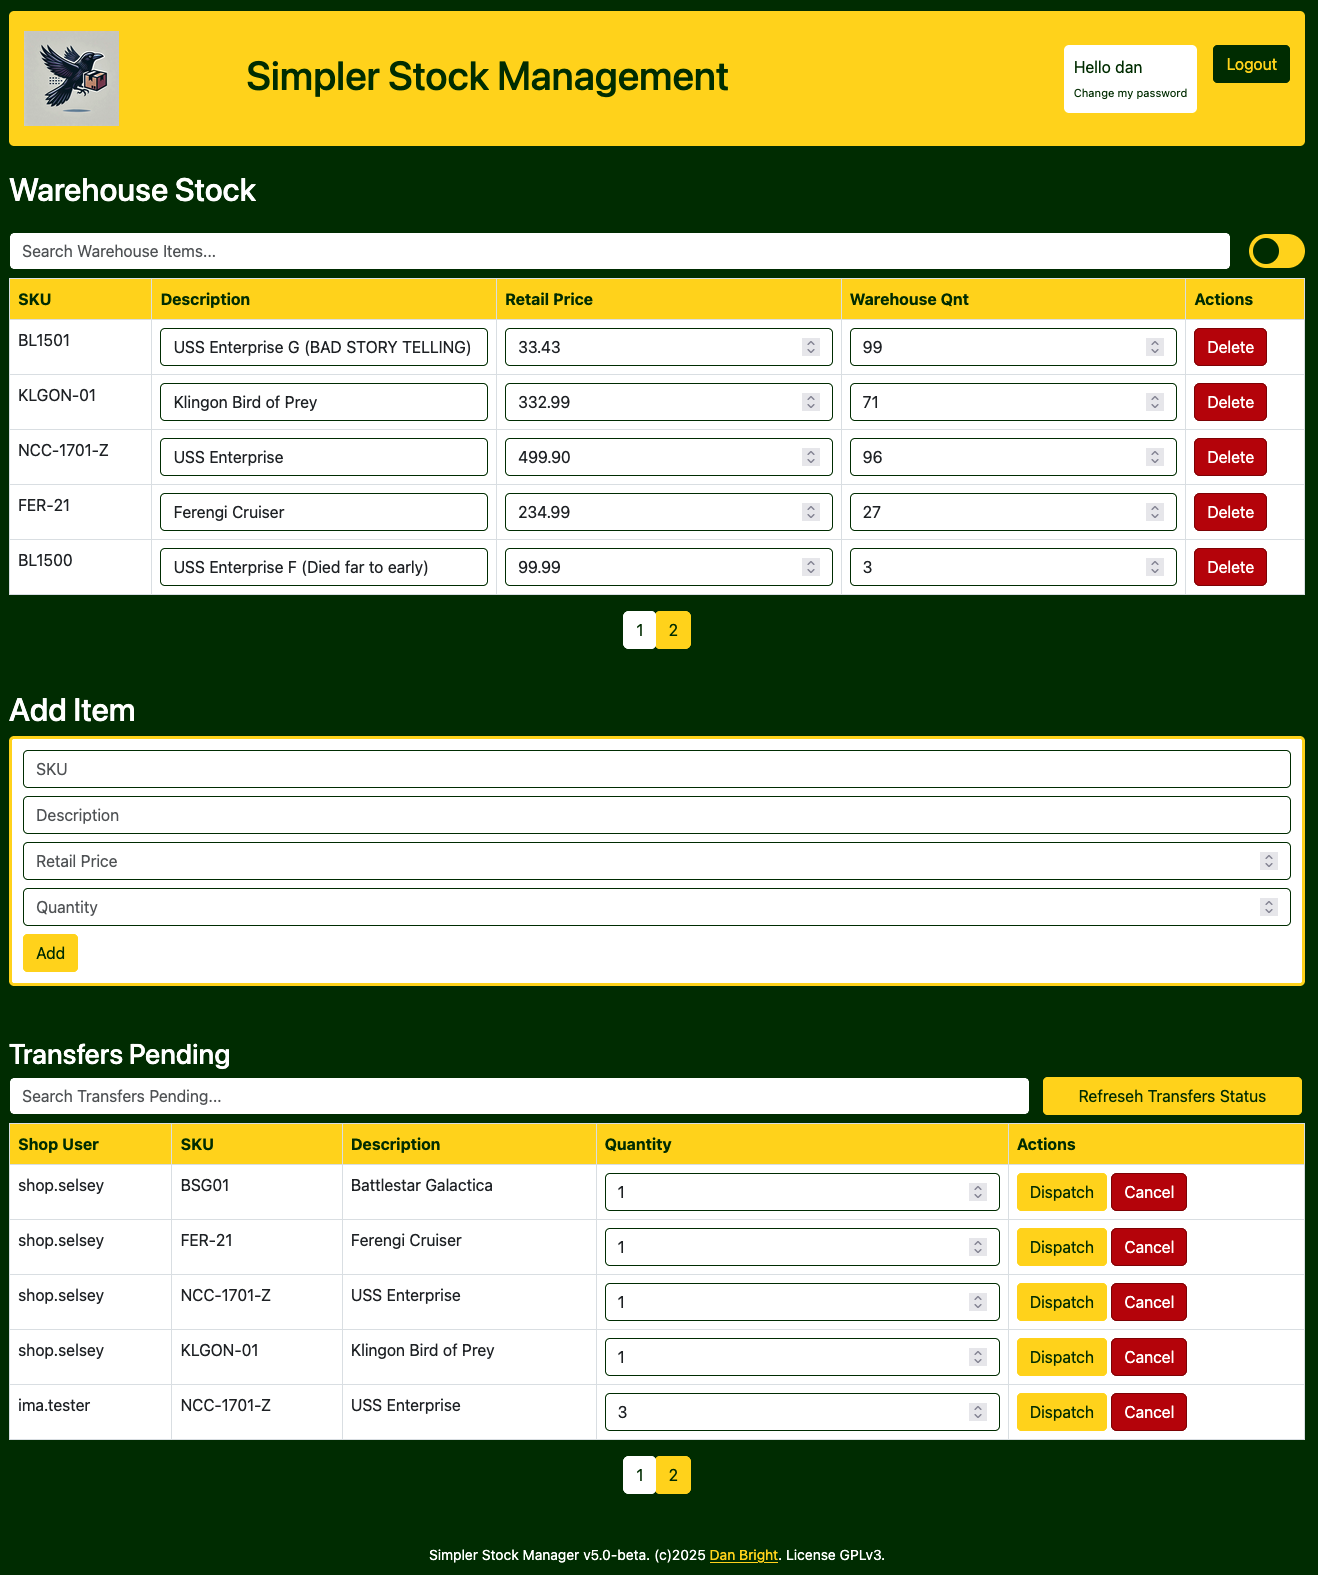 Simpler Stock Management
Hello dan
Change my password
Logout
Warehouse Stock
Search Warehouse Items...
SKU Description Retail Price Warehouse Qnt Actions
BL1501 USS Enterprise G (BAD STORY TELLING) 33.43 99 Delete
KLGON-01 Klingon Bird of Prey 332.99 71 Delete
NCC-1701-Z USS Enterprise 499.90 96 Delete
FER-21 Ferengi Cruiser 234.99 27 Delete
BL1500 USS Enterprise F (Died far to early) 99.99 3 Delete
1 2
Add Item
SKU
Description
Retail Price
Quantity
Add
Transfers Pending
Search Transfers Pending... Refreseh Transfers Status
Shop User SKU Description Quantity Actions
shop.selsey BSG01 Battlestar Galactica 1 Dispatch Cancel
shop.selsey FER-21 Ferengi Cruiser 1 Dispatch Cancel
shop.selsey NCC-1701-Z USS Enterprise 1 Dispatch Cancel
shop.selsey KLGON-01 Klingon Bird of Prey 1 Dispatch Cancel
ima.tester NCC-1701-Z USS Enterprise 3 Dispatch Cancel
1 2
Simpler Stock Manager v5.0-beta. (c)2025 Dan Bright. License GPLv3.